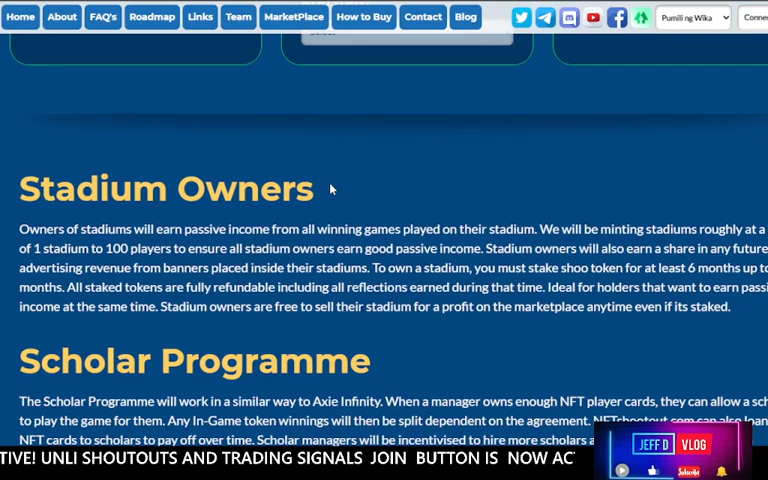 Home About FAQ's Roadmap Links Team MarketPlace How to Buy Contact Blog Pumili ng Wika Conne
Stadium Owners
Owners of stadiums will earn passive income from all winning games played on their stadium. We will be minting stadiums roughly at a
of 1 stadium to 100 players to ensure all stadium owners earn good passive income. Stadium owners will also earn a share in any future
advertising revenue from banners placed inside their stadiums. To own a stadium, you must stake shoo token for at least 6 months up to
months. All staked tokens are fully refundable including all reflections earned during that time. Ideal for holders that want to earn passi
income at the same time. Stadium owners are free to sell their stadium for a profit on the marketplace anytime even if its staked.
Scholar Programme
The Scholar Programme will work in a similar way to Axie Infinity. When a manager owns enough NFT player cards, they can allow a sch
to play the game for them. Any In-Game token winnings will then be split dependent on the agreement. NFTshootout.com can also loan
NFT cards to scholars to pay off over time. Scholar managers will be incentivised to hire more scholars a
JEFF D VLOG
Subscribe
TIVE! UNLI SHOUTOUTS AND TRADING SIGNALS JOIN BUTTON IS NOW ACT